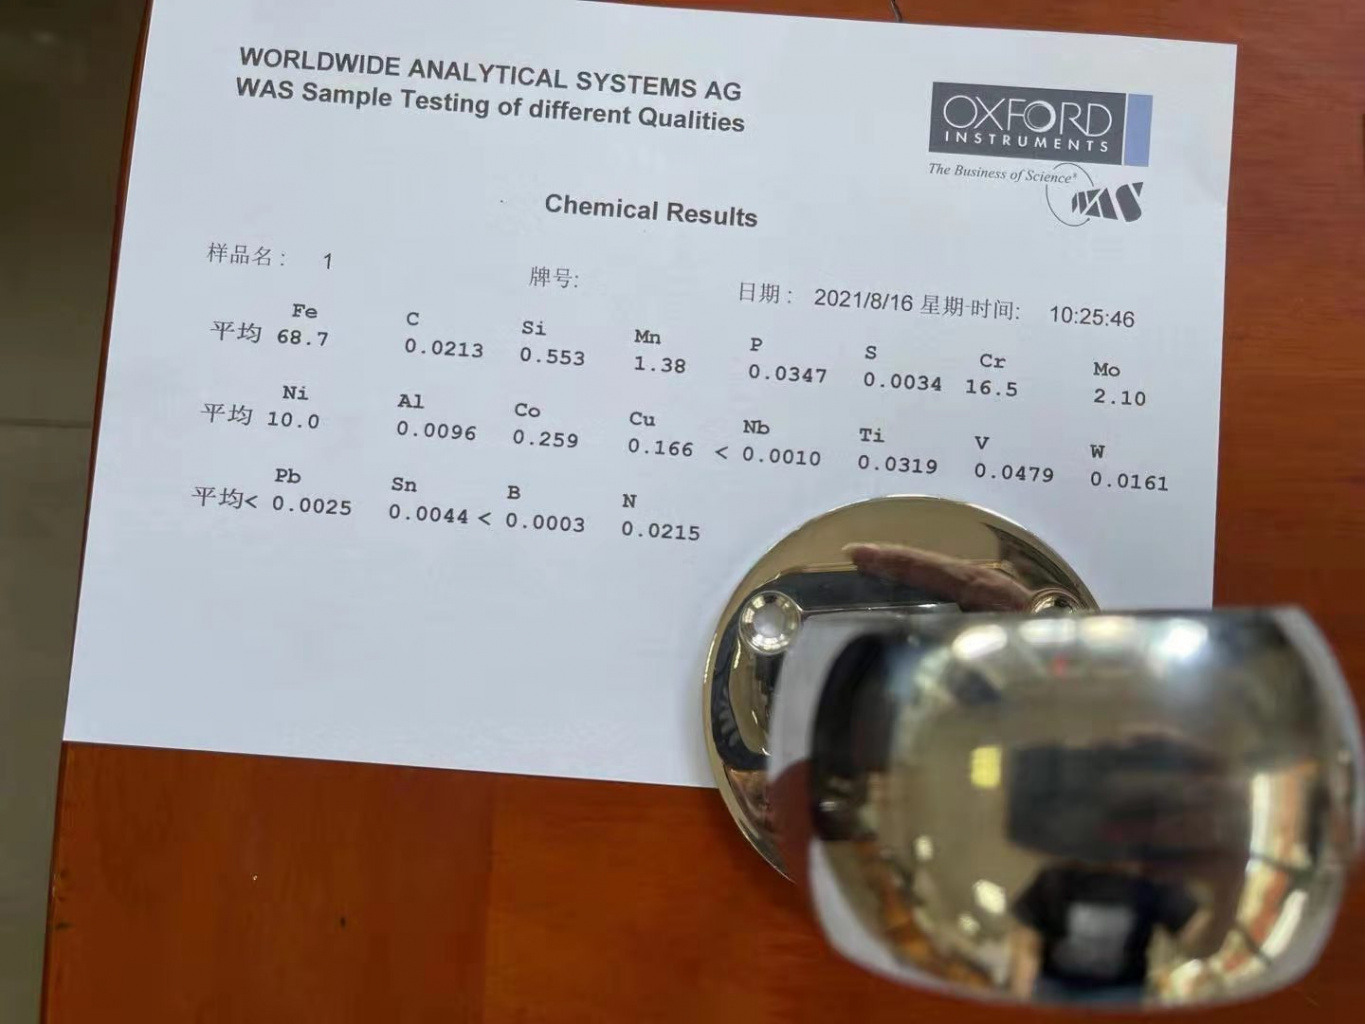 WORLDWIDE ANALYTICAL SYSTEMS AG
WAS Sample Testing of different Qualities
OXFORD
INSTRUMENTS
The Business of Science®
WAS
Chemical Results
样品名: 1 牌号: 日期: 2021/8/16 星期 时间: 10:25:46
Fe C Si Mn P S Cr Mo
平均 68.7 0.0213 0.553 1.38 0.0347 0.0034 16.5 2.10
Ni Al Co Cu Nb Ti V W
平均 10.0 0.0096 0.259 0.166 < 0.0010 0.0319 0.0479 0.0161
Pb Sn B N
平均< 0.0025 0.0044 < 0.0003 0.0215